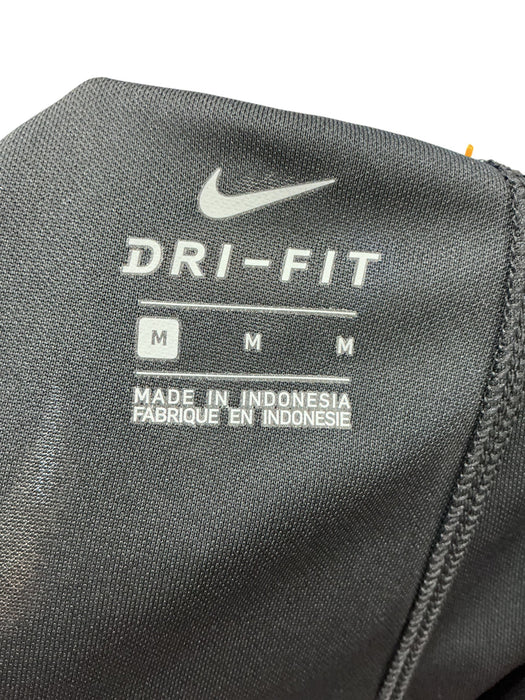 DRI-FIT
M M M
MADE IN INDONESIA
FABRIQUE EN INDONESIE